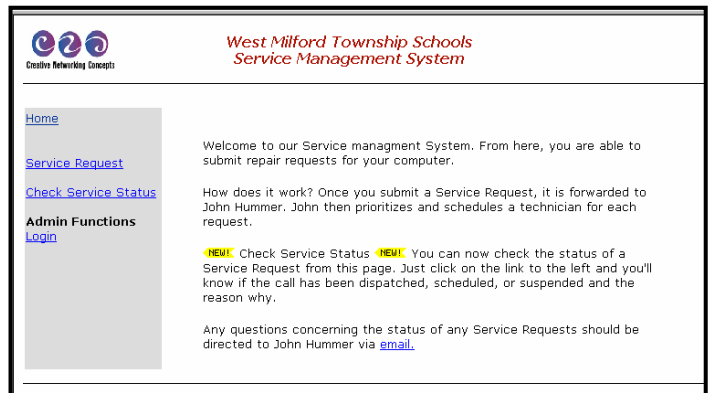 Creative Networking Concepts
West Milford Township Schools
Service Management System
Home
Service Request
Check Service Status
Admin Functions
Login
Welcome to our Service managment System. From here, you are able to
submit repair requests for your computer.
How does it work? Once you submit a Service Request, it is forwarded to
John Hummer. John then prioritizes and schedules a technician for each
request.
NEW! Check Service Status NEW! You can now check the status of a
Service Request from this page. Just click on the link to the left and you'll
know if the call has been dispatched, scheduled, or suspended and the
reason why.
Any questions concerning the status of any Service Requests should be
directed to John Hummer via email.